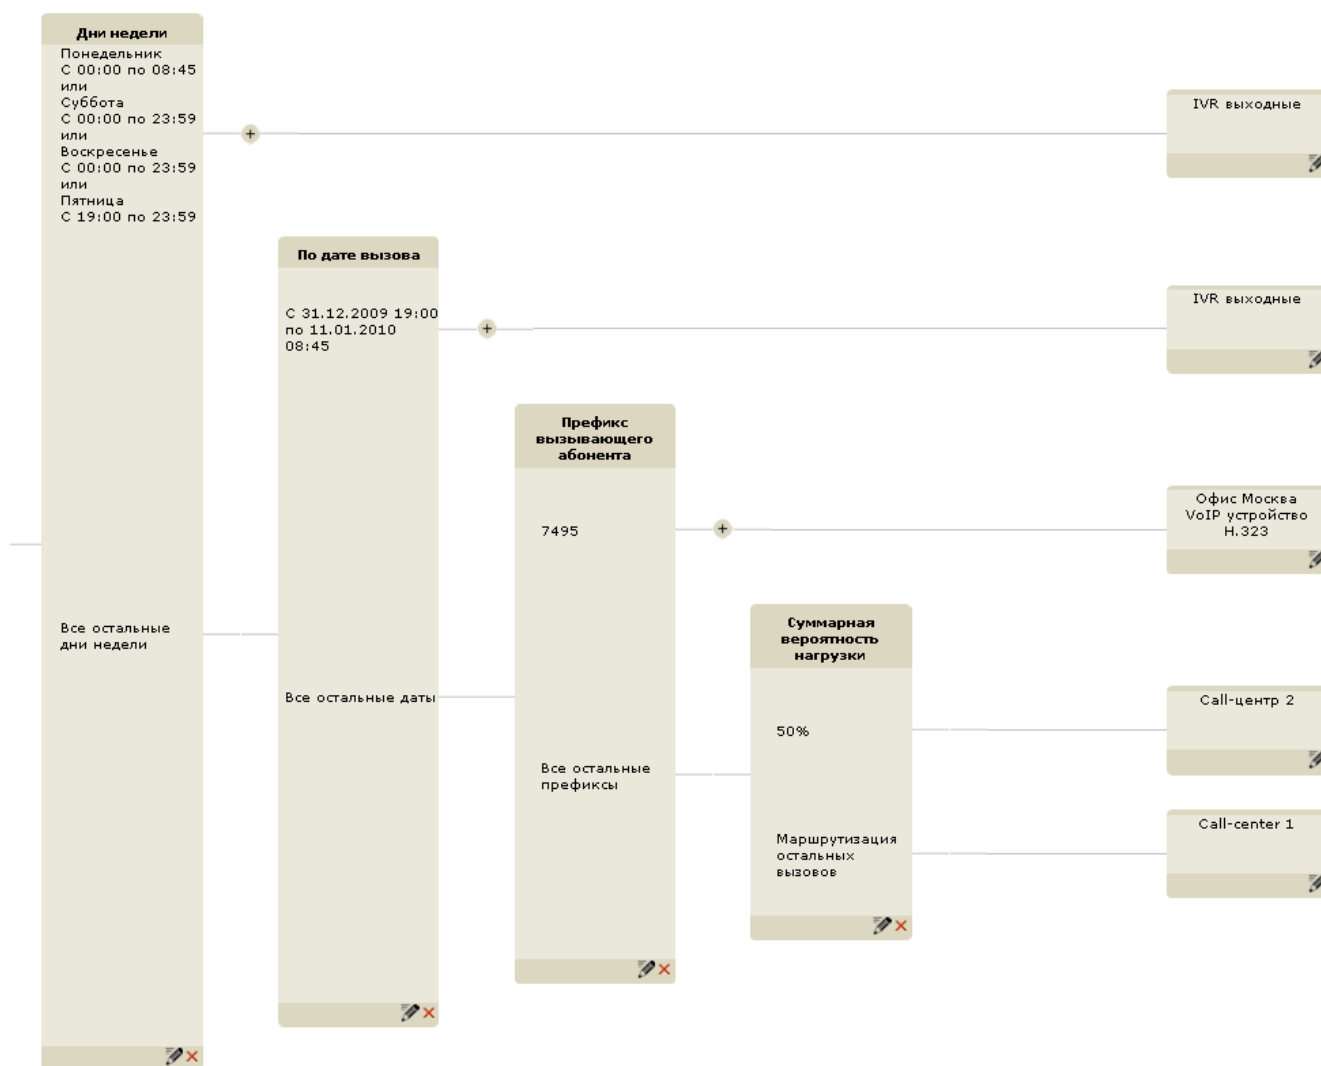 Дни недели
Понедельник
С 00:00 по 08:45
или
Суббота
С 00:00 по 23:59
или
Воскресенье
С 00:00 по 23:59
или
Пятница
С 19:00 по 23:59
Все остальные
дни недели
По дате вызова
С 31.12.2009 19:00
по 11.01.2010
08:45
Все остальные даты
Префикс
вызывающего
абонента
7495
Все остальные
префиксы
Суммарная
вероятность
нагрузки
50%
Маршрутизация
остальных
вызовов
IVR выходные
IVR выходные
Офис Москва
VoIP устройство
H.323
Call-центр 2
Call-center 1